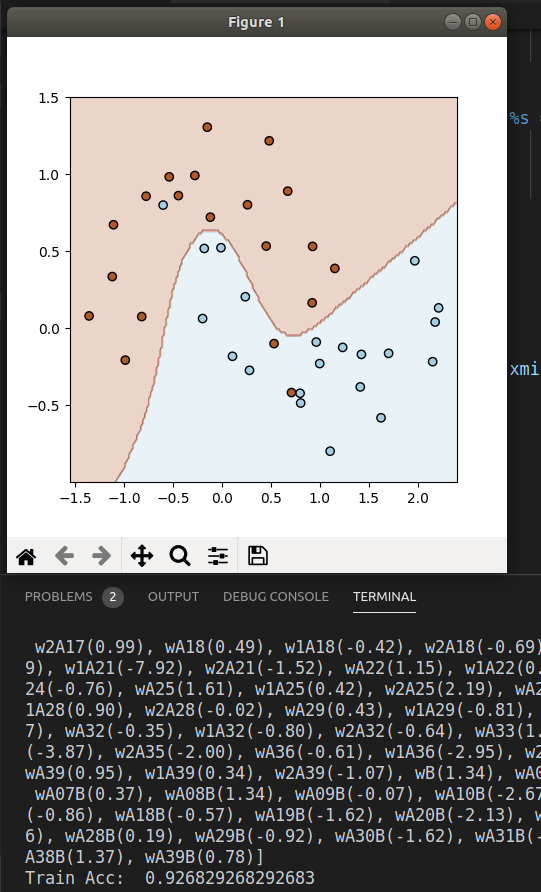 Figure 1
1.5
1.0
0.5
0.0
−0.5
−1.5 −1.0 −0.5 0.0 0.5 1.0 1.5 2.0
%s
xmi
PROBLEMS 2 OUTPUT DEBUG CONSOLE TERMINAL
w2A17(0.99), wA18(0.49), w1A18(-0.42), w2A18(-0.69)
9), w1A21(-7.92), w2A21(-1.52), wA22(1.15), w1A22(0.
24(-0.76), wA25(1.61), w1A25(0.42), w2A25(2.19), wA2
1A28(0.90), w2A28(-0.02), wA29(0.43), w1A29(-0.81),
7), wA32(-0.35), w1A32(-0.80), w2A32(-0.64), wA33(1.
(-3.87), w2A35(-2.00), wA36(-0.61), w1A36(-2.95), w2
wA39(0.95), w1A39(0.34), w2A39(-1.07), wB(1.34), wA0
wA07B(0.37), wA08B(1.34), wA09B(-0.07), wA10B(-2.67
(-0.86), wA18B(-0.57), wA19B(-1.62), wA20B(-2.13), w
6), wA28B(0.19), wA29B(-0.92), wA30B(-1.62), wA31B(-
A38B(1.37), wA39B(0.78)]
Train Acc:  0.926829268292683